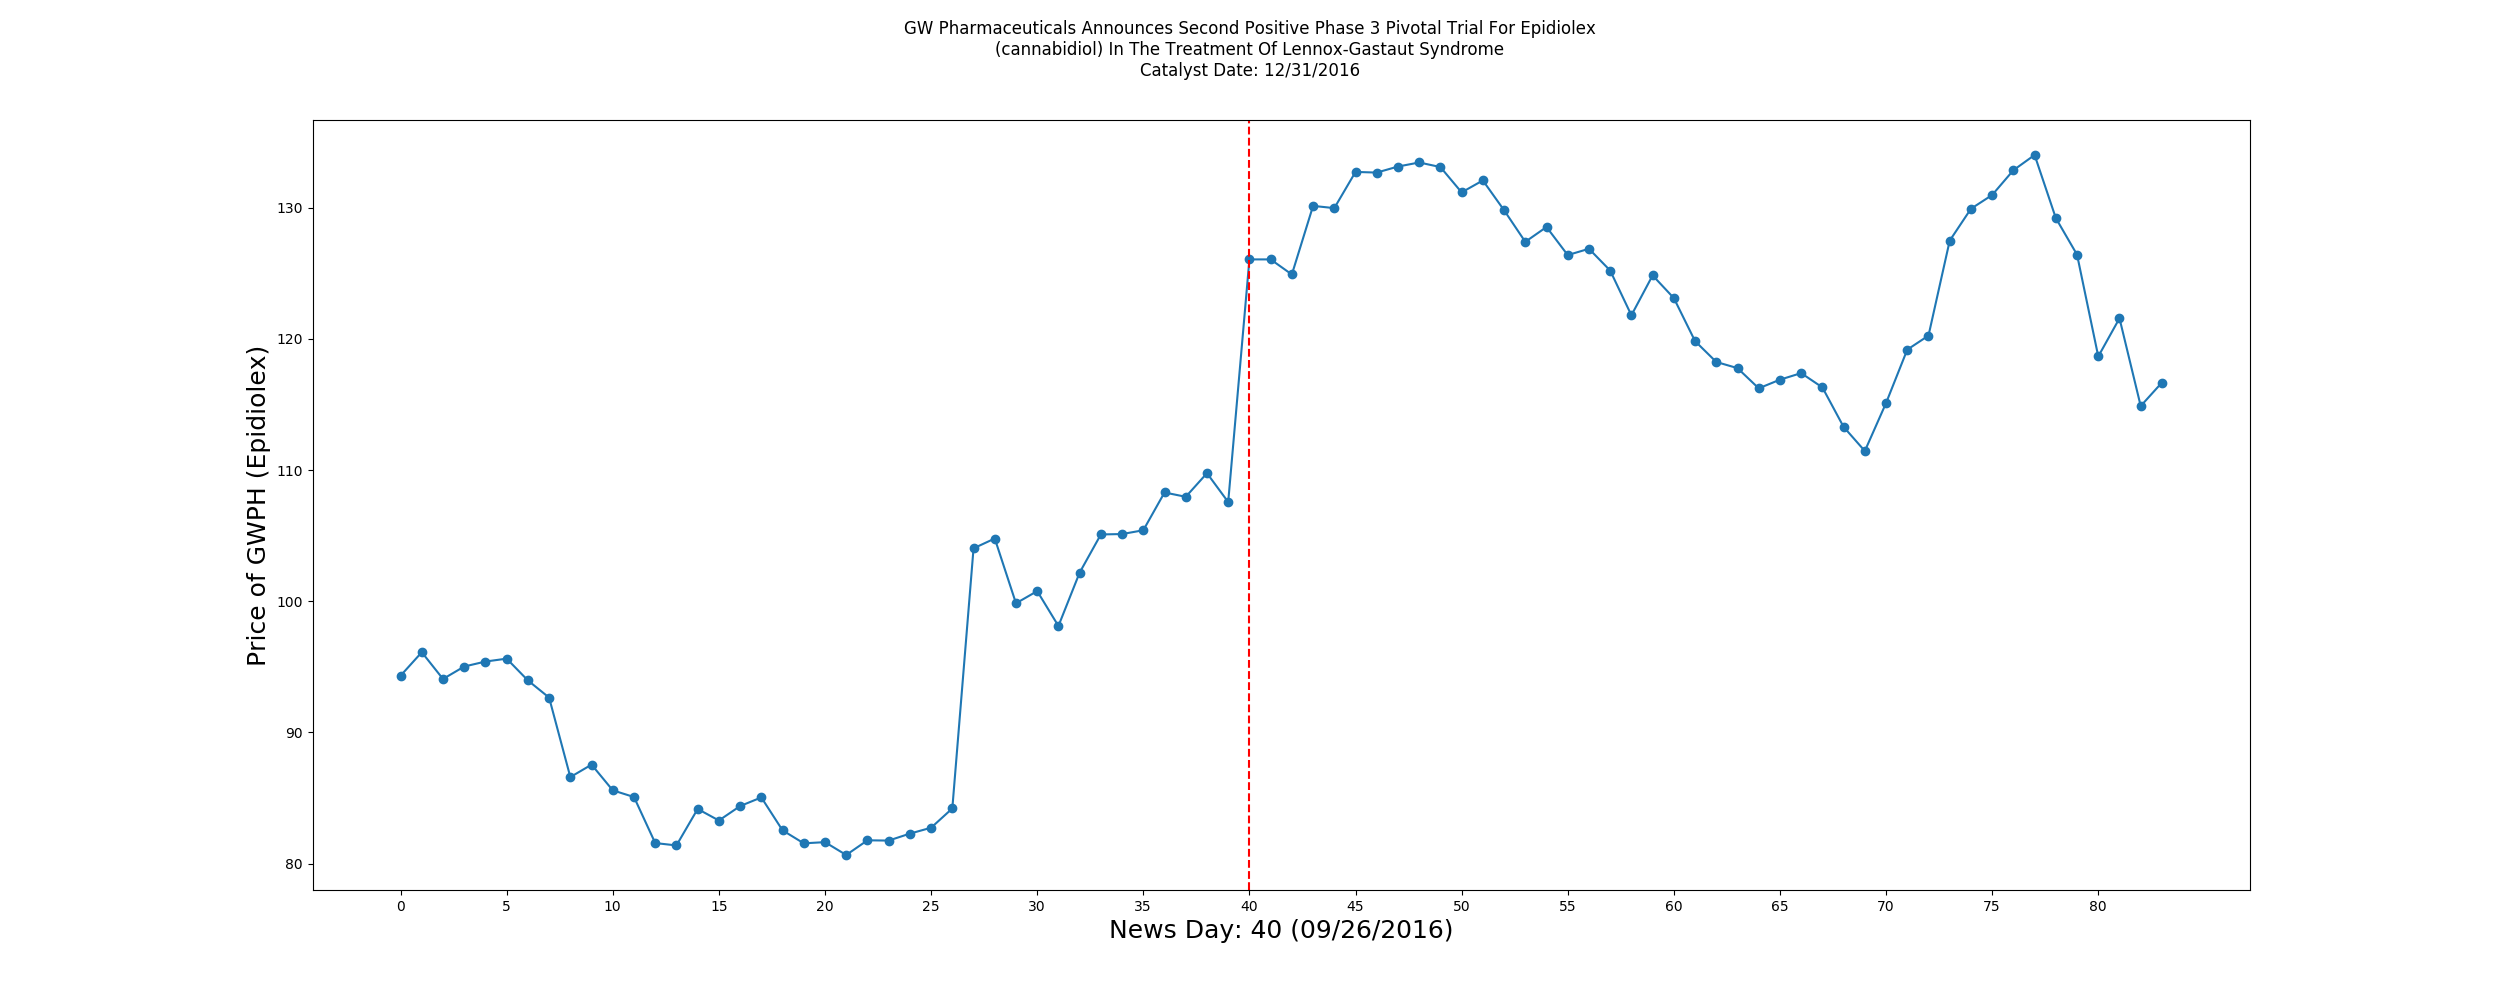 GW Pharmaceuticals Announces Second Positive Phase 3 Pivotal Trial For Epidiolex
(cannabidiol) In The Treatment Of Lennox-Gastaut Syndrome
Catalyst Date: 12/31/2016
Price of GWPH (Epidiolex)
130
120
110
100
90
80
0 5 10 15 20 25 30 35 40 45 50 55 60 65 70 75 80
News Day: 40 (09/26/2016)